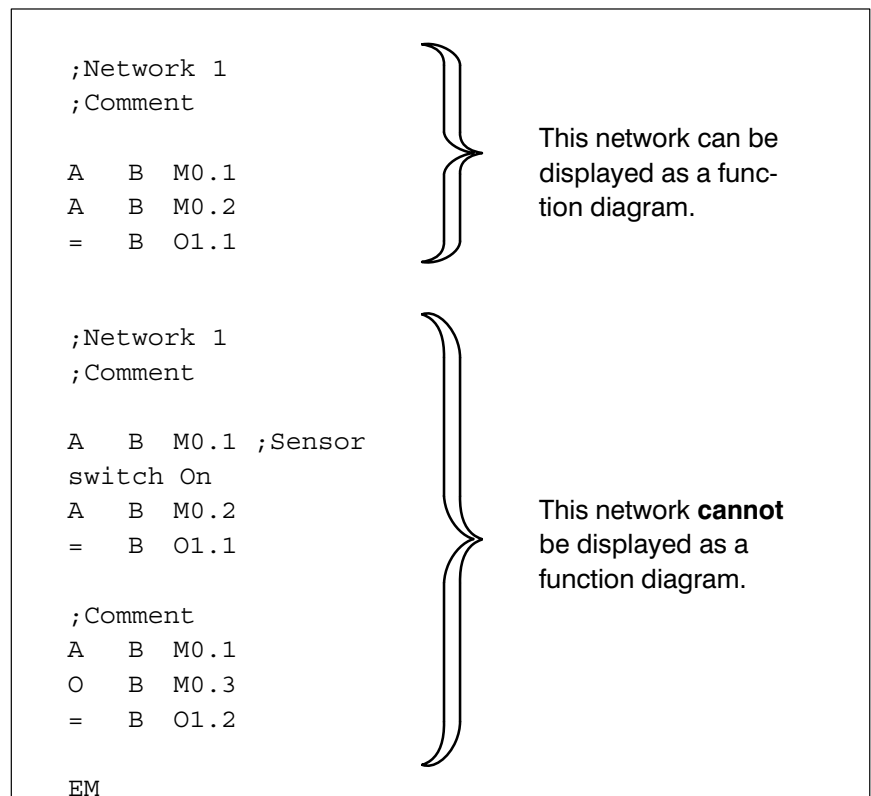 ;Network 1
;Comment
A B M0.1
A B M0.2
= B O1.1
This network can be
displayed as a func-
tion diagram.
;Network 1
;Comment
A B M0.1 ;Sensor
switch On
A B M0.2
= B O1.1
;Comment
A B M0.1
O B M0.3
= B O1.2
EM
This network cannot
be displayed as a
function diagram.